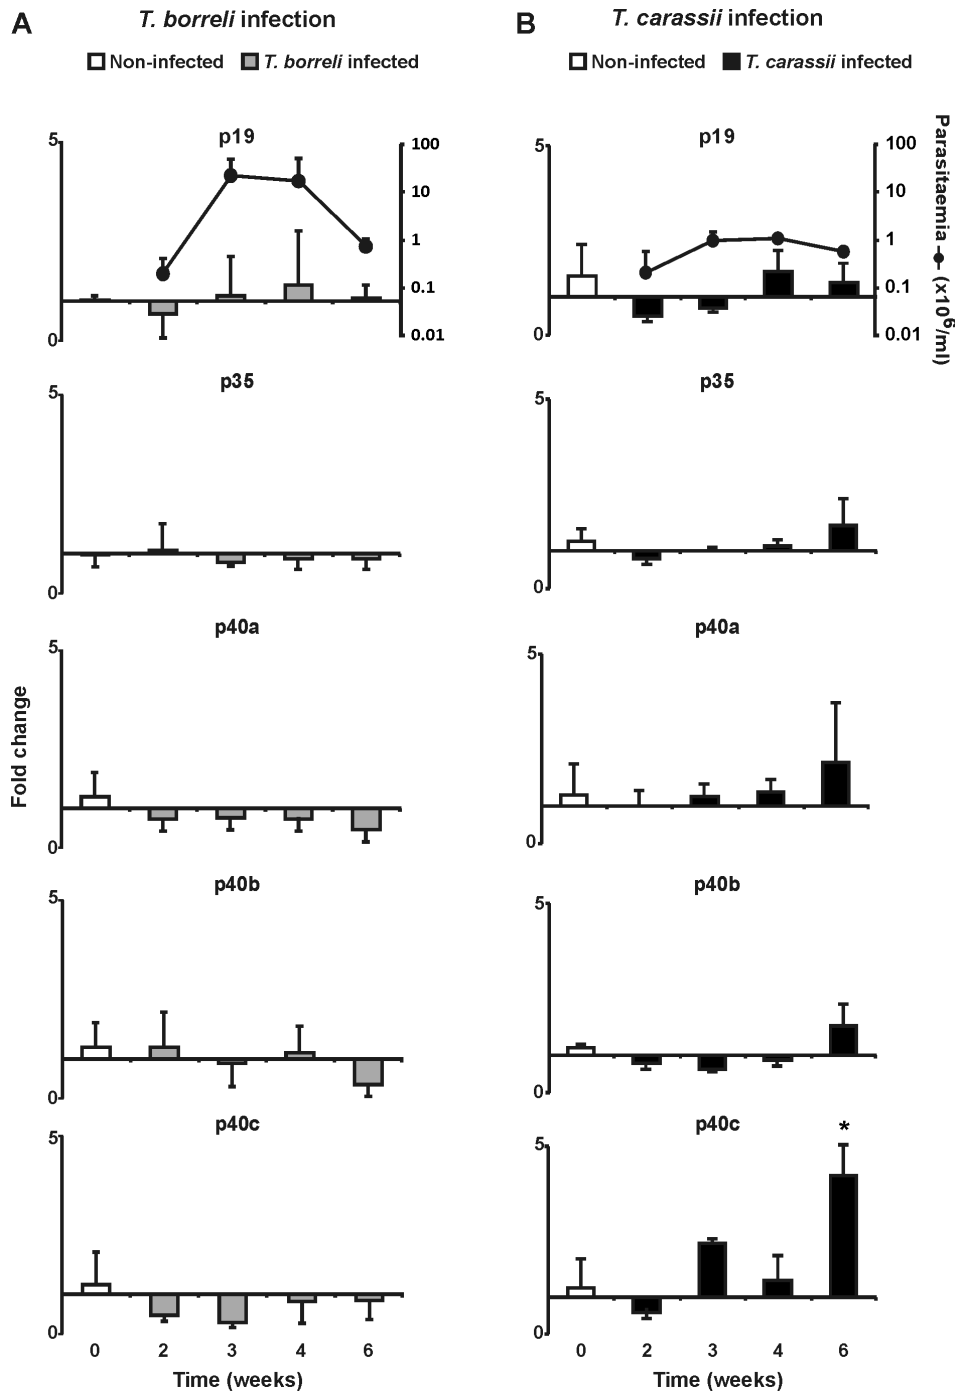 A
T. borreli infection
Non-infected
T. borreli infected
p19
5
0
100
10
1
0.1
0.01
p35
5
0
p40a
5
0
Fold change
p40b
5
0
p40c
5
0
0 2 3 4 6
Time (weeks)
B
T. carassii infection
Non-infected
T. carassii infected
p19
5
0
100
10
1
0.1
0.01
Parasitaemia (x10⁶/ml)
p35
5
0
p40a
5
0
p40b
5
0
p40c
*
5
0
0 2 3 4 6
Time (weeks)